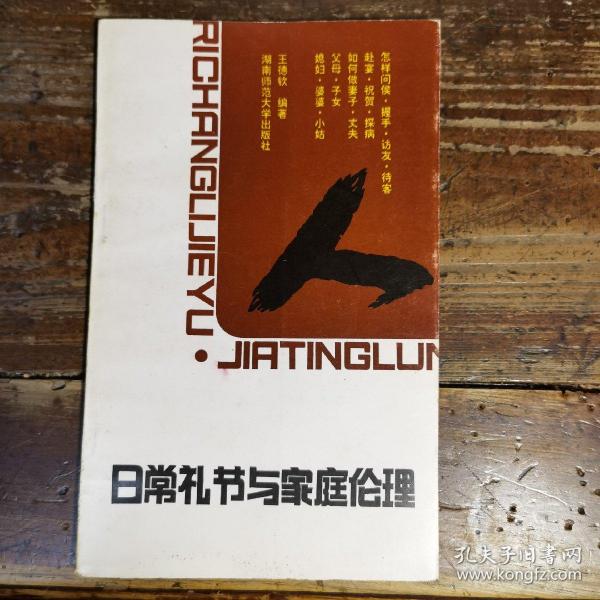 RICHANGLIJIEYU·
JIATINGLUN
怎样问侯·握手·访友·待客
赴宴·祝贺·探病
如何做妻子·丈夫
父母·子女
媳妇·婆婆·小姑
王德钦 编著
湖南师范大学出版社
人
日常礼节与家庭伦理
孔夫子旧书网
www.kongfz.com